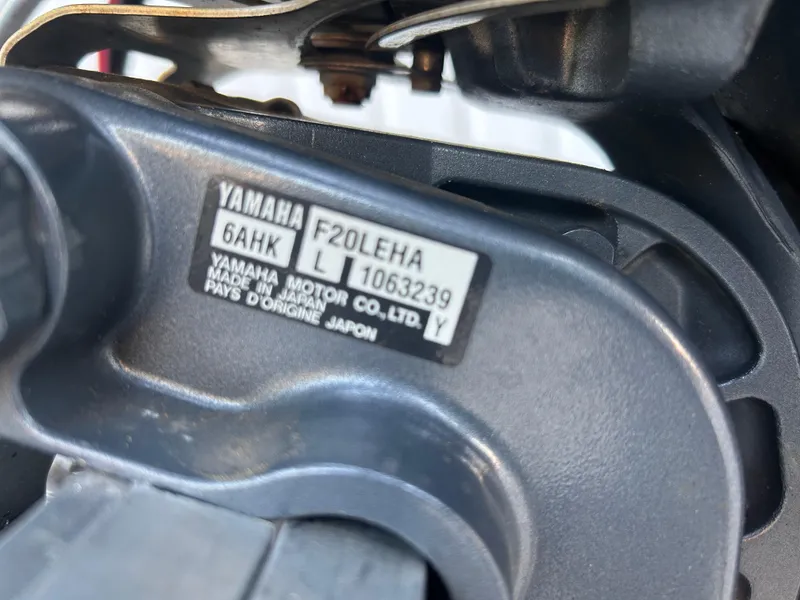 YAMAHA
6AHK
F20LEHA
L 1063239
YAMAHA MOTOR CO.,LTD.
MADE IN JAPAN
PAYS D'ORIGINE JAPON
Y